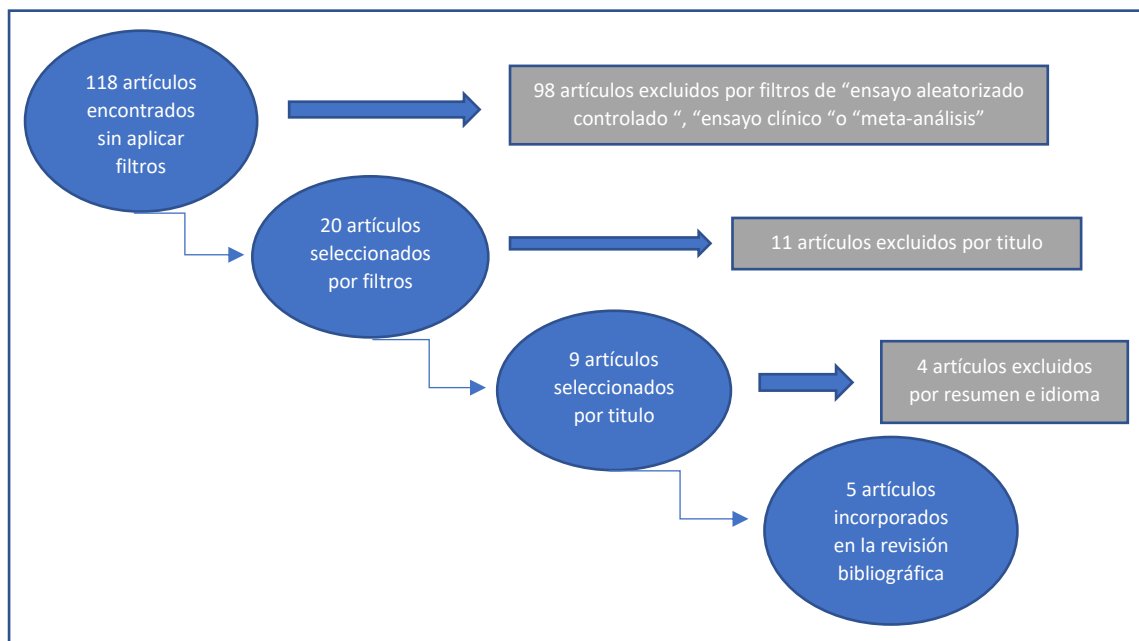 118 artículos
encontrados
sin aplicar
filtros
98 artículos excluidos por filtros de “ensayo aleatorizado
controlado “, “ensayo clínico “o “meta-análisis”
20 artículos
seleccionados
por filtros
11 artículos excluidos por titulo
9 artículos
seleccionados
por titulo
4 artículos excluidos
por resumen e idioma
5 artículos
incorporados
en la revisión
bibliográfica